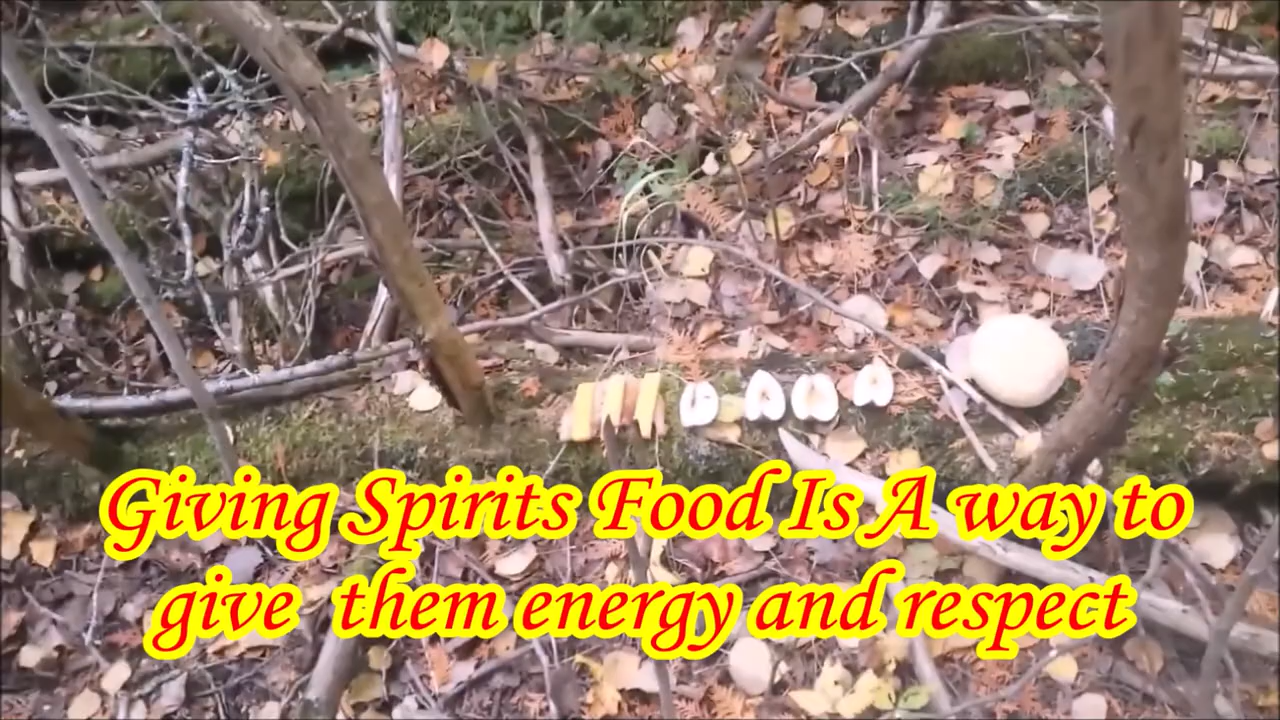 Giving Spirits Food Is A way to
give  them energy and respect